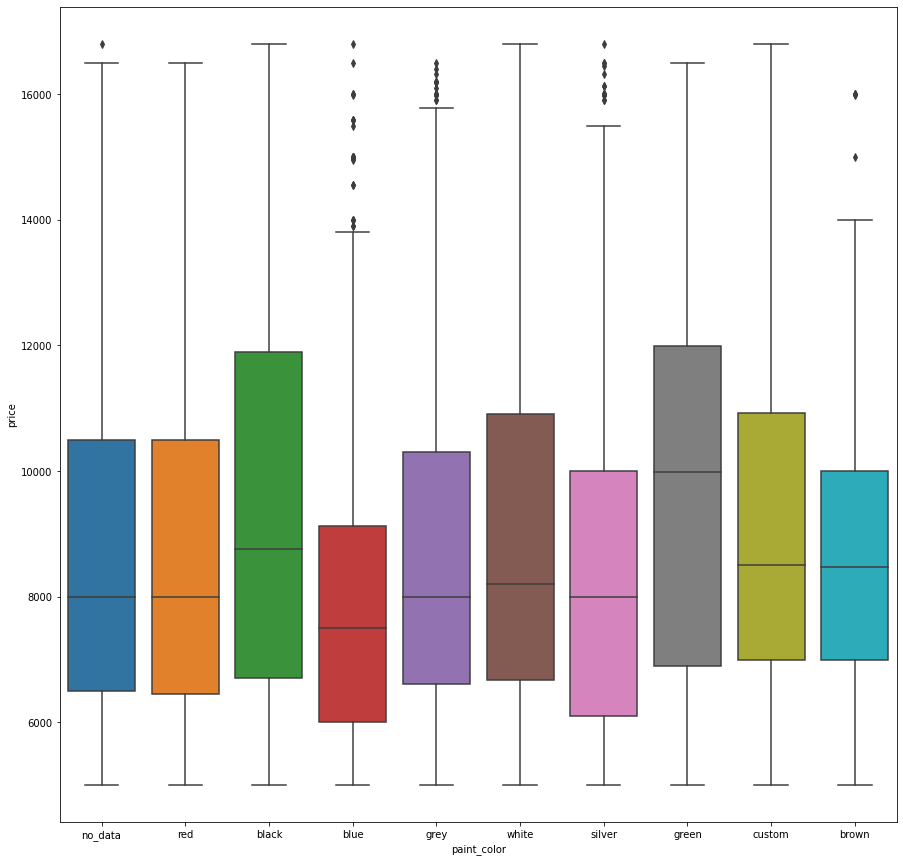 16000
14000
12000
10000
8000
6000
price
no_data red black blue grey white silver green custom brown
paint_color